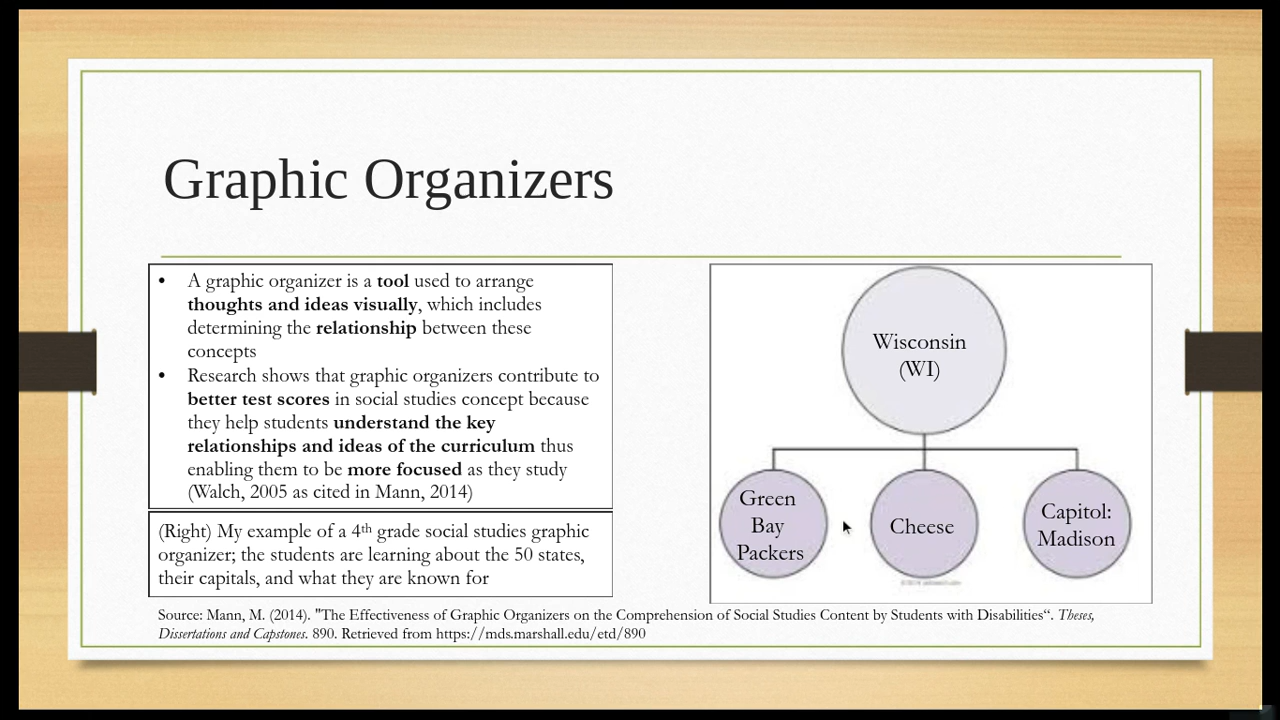 Graphic Organizers
• A graphic organizer is a tool used to arrange
thoughts and ideas visually, which includes
determining the relationship between these
concepts
• Research shows that graphic organizers contribute to
better test scores in social studies concept because
they help students understand the key
relationships and ideas of the curriculum thus
enabling them to be more focused as they study
(Walch, 2005 as cited in Mann, 2014)
(Right) My example of a 4th grade social studies graphic
organizer; the students are learning about the 50 states,
their capitals, and what they are known for
Wisconsin
(WI)
Green
Bay
Packers
Cheese
Capitol:
Madison
Source: Mann, M. (2014). "The Effectiveness of Graphic Organizers on the Comprehension of Social Studies Content by Students with Disabilities“. Theses,
Dissertations and Capstones. 890. Retrieved from https://mds.marshall.edu/etd/890